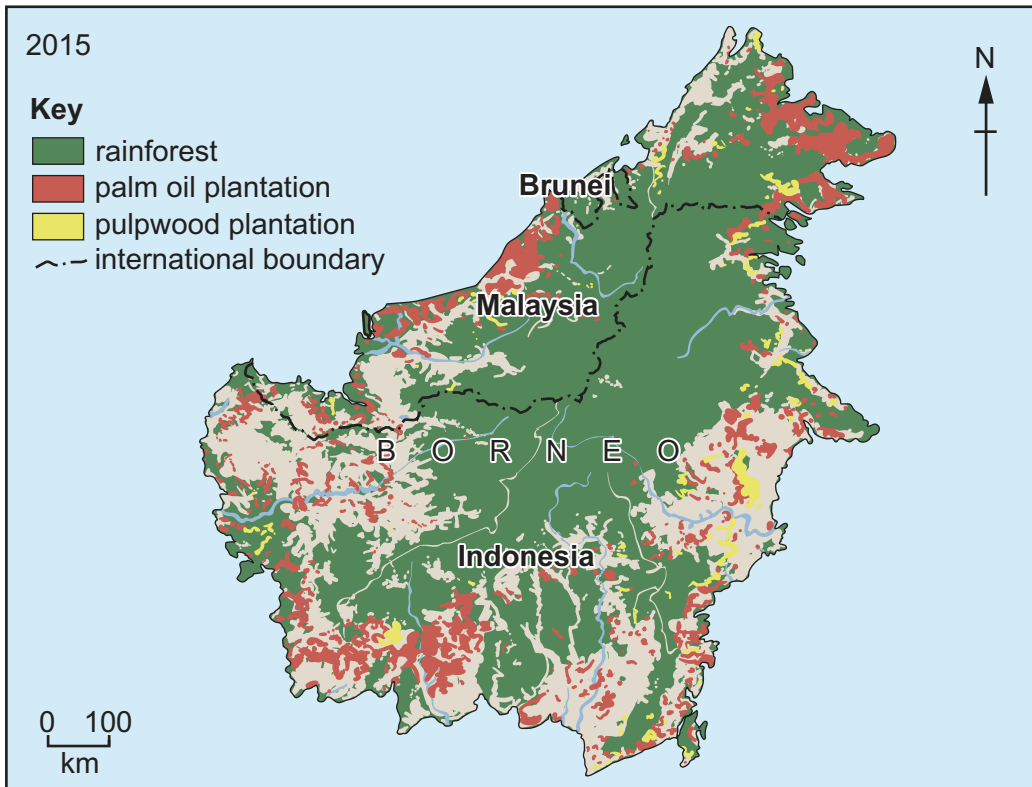 2015
N
Key
rainforest
palm oil plantation
pulpwood plantation
international boundary
Brunei
Malaysia
B O R N E O
Indonesia
0 100
km